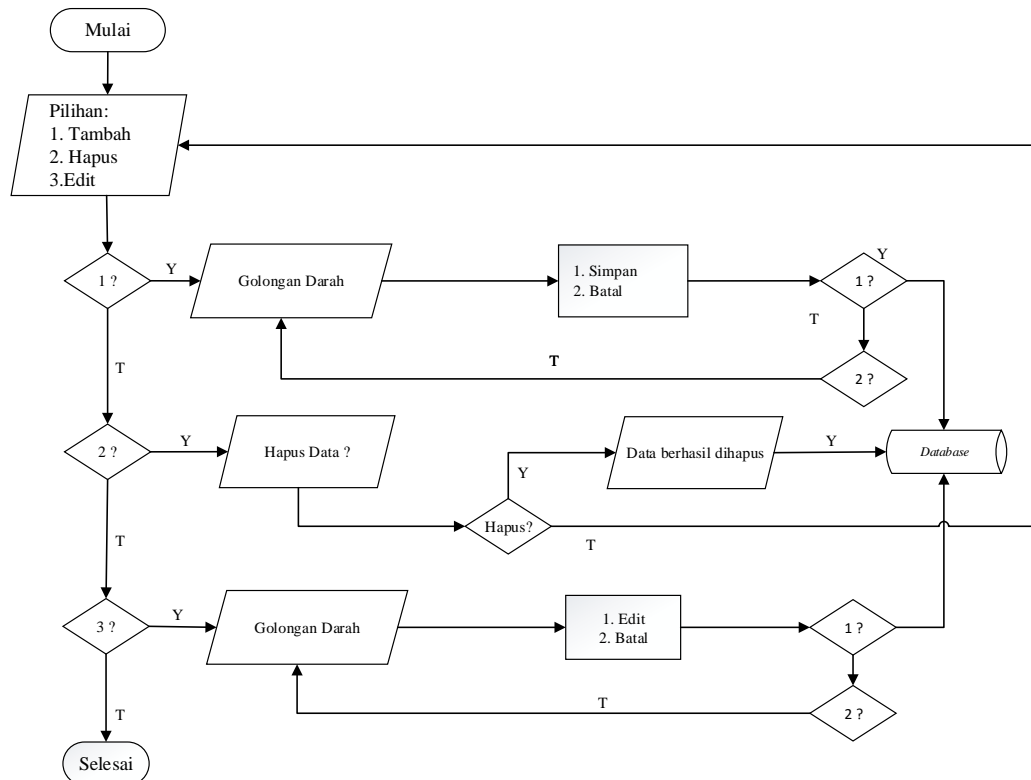 Mulai
Pilihan:
1. Tambah
2. Hapus
3.Edit
1 ?
Y
Golongan Darah
1. Simpan
2. Batal
1 ?
Y
T
T
2 ?
T
2 ?
Y
Hapus Data ?
Data berhasil dihapus
Y
Database
Y
Hapus?
T
T
3 ?
Y
Golongan Darah
1. Edit
2. Batal
1 ?
T
2 ?
T
Selesai